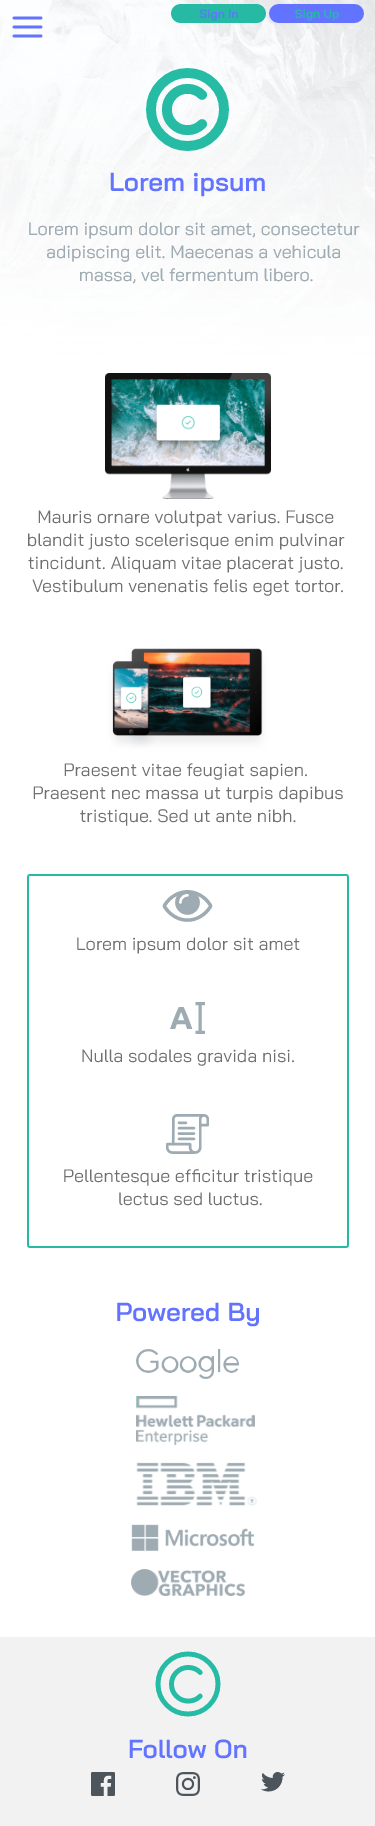 Sign In
Sign Up
Lorem ipsum
Lorem ipsum dolor sit amet, consectetur
adipiscing elit. Maecenas a vehicula
massa, vel fermentum libero.
Mauris ornare volutpat varius. Fusce
blandit justo scelerisque enim pulvinar
tincidunt. Aliquam vitae placerat justo.
Vestibulum venenatis felis eget tortor.
Praesent vitae feugiat sapien.
Praesent nec massa ut turpis dapibus
tristique. Sed ut ante nibh.
Lorem ipsum dolor sit amet
A
Nulla sodales gravida nisi.
Pellentesque efficitur tristique
lectus sed luctus.
Powered By
Google
Hewlett Packard
Enterprise
IBM
Microsoft
VECTOR
GRAPHICS
Follow On